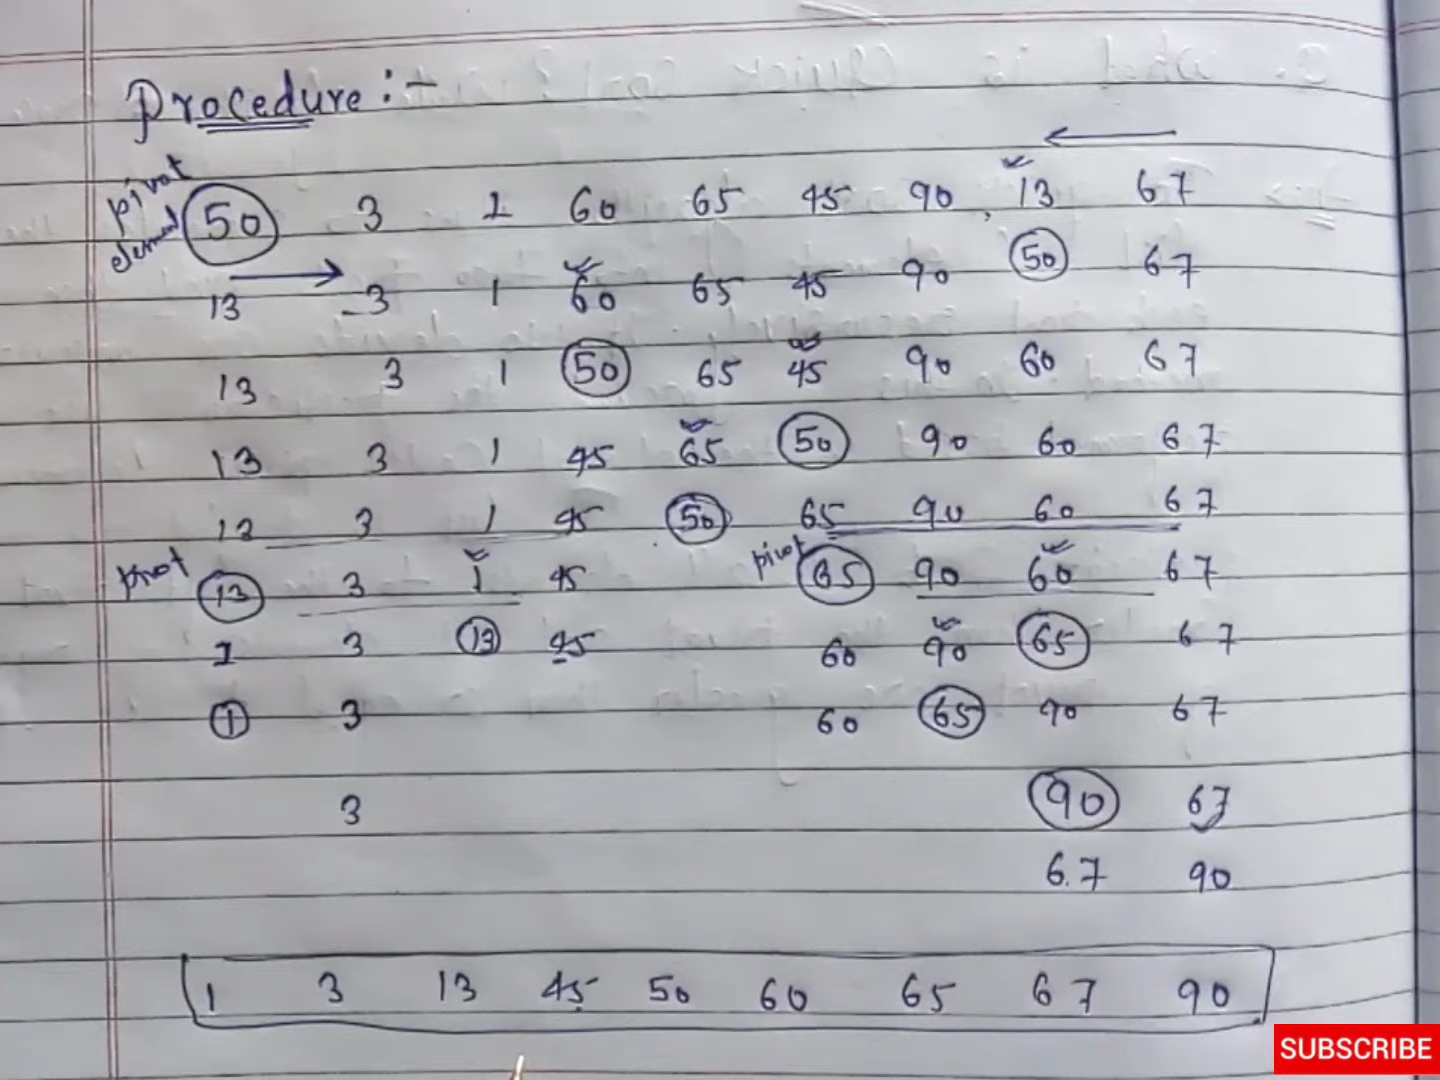 Procedure :-
pivot element 50 3 1 60 65 45 90 13 67
13 3 1 60 65 45 90 50 67
13 3 1 50 65 45 90 60 67
13 3 1 45 65 50 90 60 67
13 3 1 45 50 65 90 60 67
pivot 13 3 1 45 pivot 65 90 60 67
1 3 13 45 60 90 65 67
1 3 60 65 90 67
3 90 67
67 90
1 3 13 45 50 60 65 67 90
SUBSCRIBE